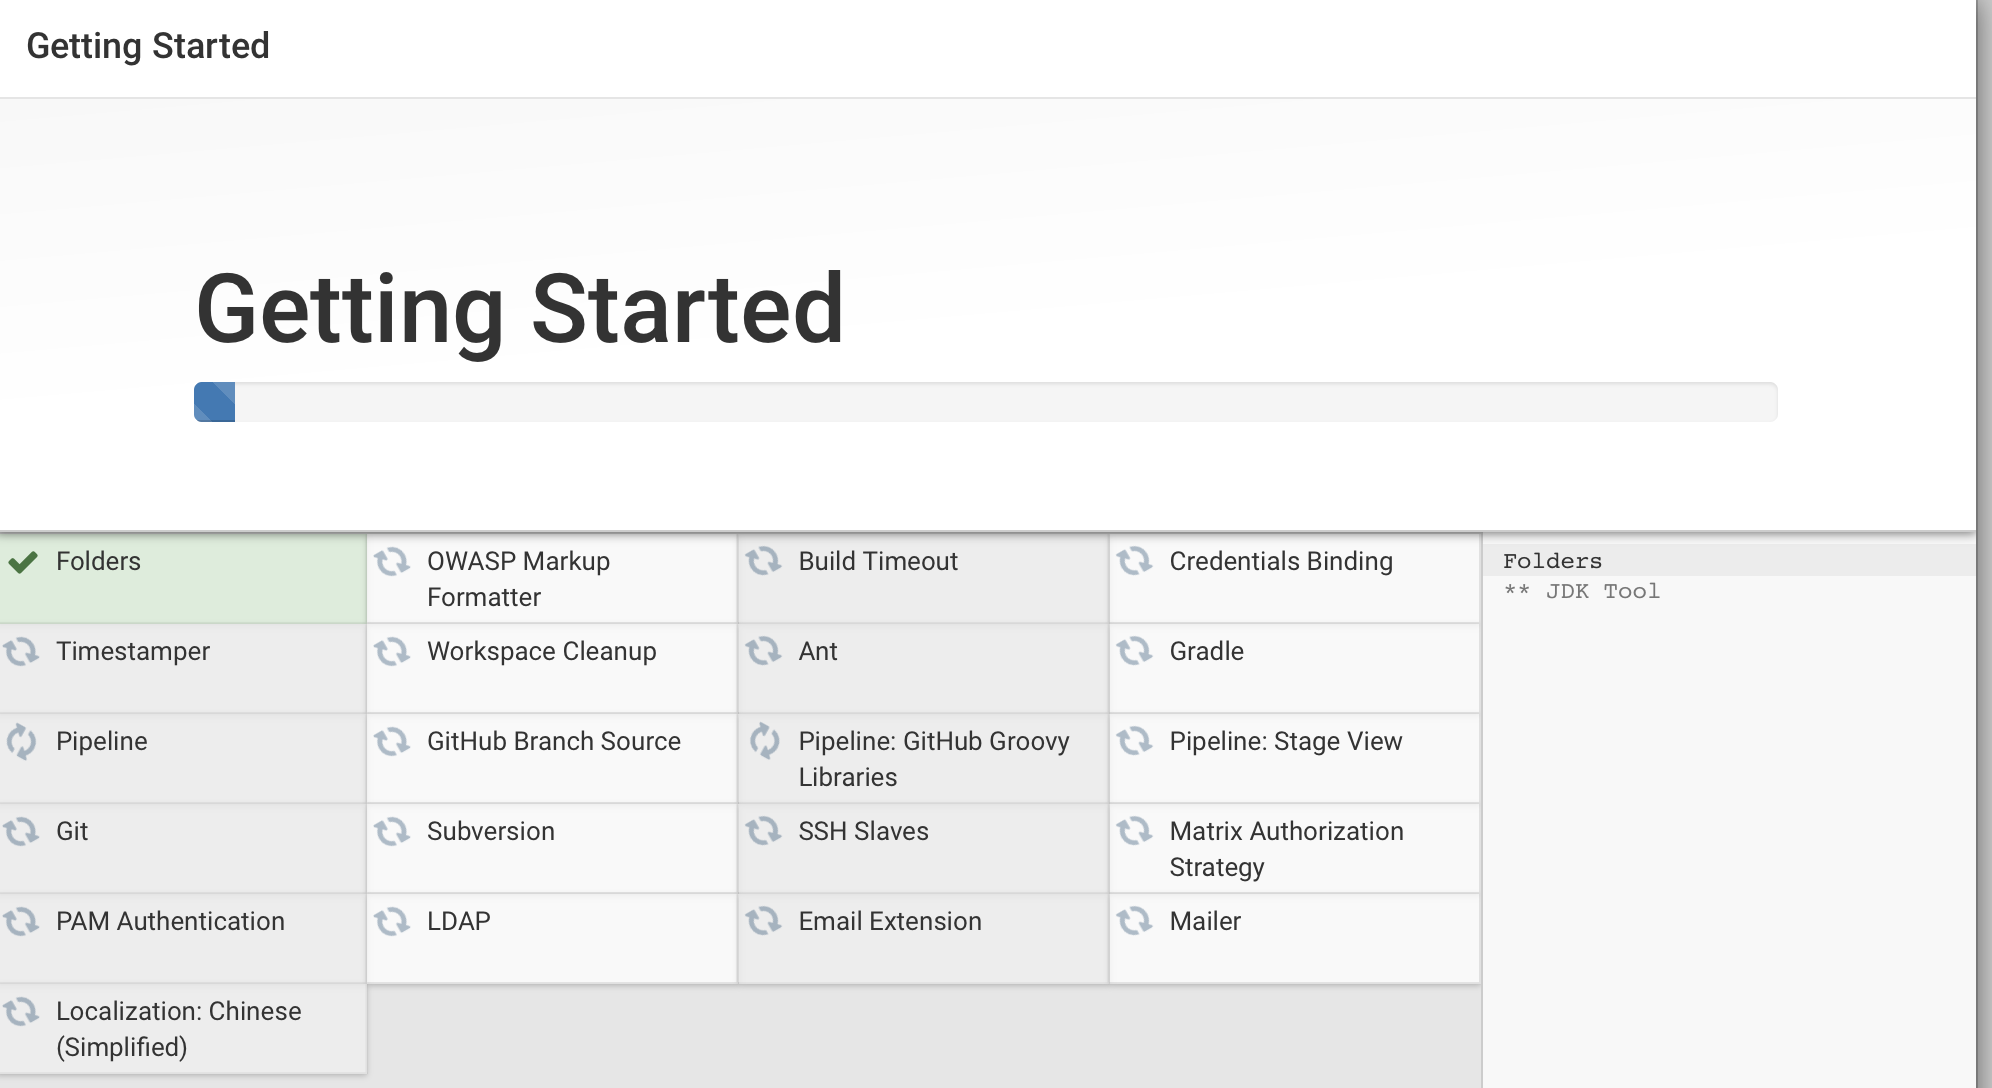 Getting Started
Getting Started
Folders
OWASP Markup
Formatter
Build Timeout
Credentials Binding
Timestamper
Workspace Cleanup
Ant
Gradle
Pipeline
GitHub Branch Source
Pipeline: GitHub Groovy
Libraries
Pipeline: Stage View
Git
Subversion
SSH Slaves
Matrix Authorization
Strategy
PAM Authentication
LDAP
Email Extension
Mailer
Localization: Chinese
(Simplified)
Folders
** JDK Tool